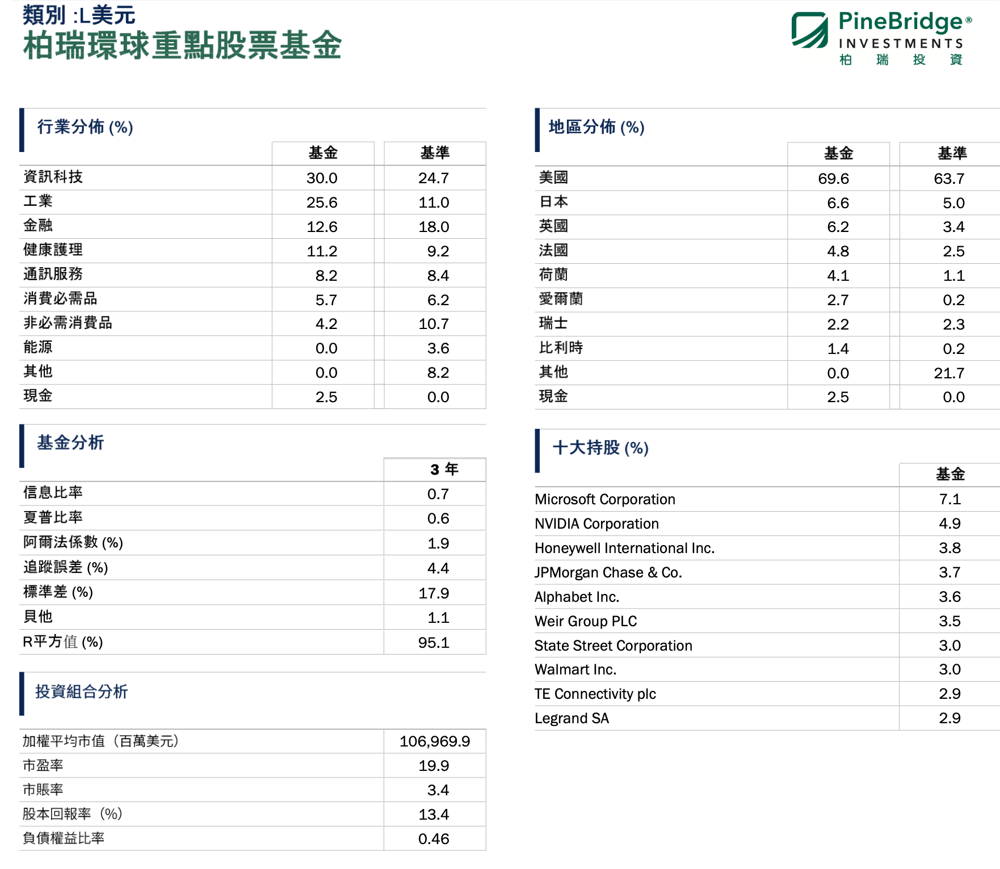 類別 :L美元
柏瑞環球重點股票基金
PineBridge®
INVESTMENTS
柏瑞投資
行業分佈 (%)
基金 基準
資訊科技 30.0 24.7
工業 25.6 11.0
金融 12.6 18.0
健康護理 11.2 9.2
通訊服務 8.2 8.4
消費必需品 5.7 6.2
非必需消費品 4.2 10.7
能源 0.0 3.6
其他 0.0 8.2
現金 2.5 0.0
基金分析
3 年
信息比率 0.7
夏普比率 0.6
阿爾法係數 (%) 1.9
追蹤誤差 (%) 4.4
標準差 (%) 17.9
貝他 1.1
R平方值 (%) 95.1
投資組合分析
加權平均市值（百萬美元） 106,969.9
市盈率 19.9
市賬率 3.4
股本回報率（%） 13.4
負債權益比率 0.46
地區分佈 (%)
基金 基準
美國 69.6 63.7
日本 6.6 5.0
英國 6.2 3.4
法國 4.8 2.5
荷蘭 4.1 1.1
愛爾蘭 2.7 0.2
瑞士 2.2 2.3
比利時 1.4 0.2
其他 0.0 21.7
現金 2.5 0.0
十大持股 (%)
基金
Microsoft Corporation 7.1
NVIDIA Corporation 4.9
Honeywell International Inc. 3.8
JPMorgan Chase & Co. 3.7
Alphabet Inc. 3.6
Weir Group PLC 3.5
State Street Corporation 3.0
Walmart Inc. 3.0
TE Connectivity plc 2.9
Legrand SA 2.9